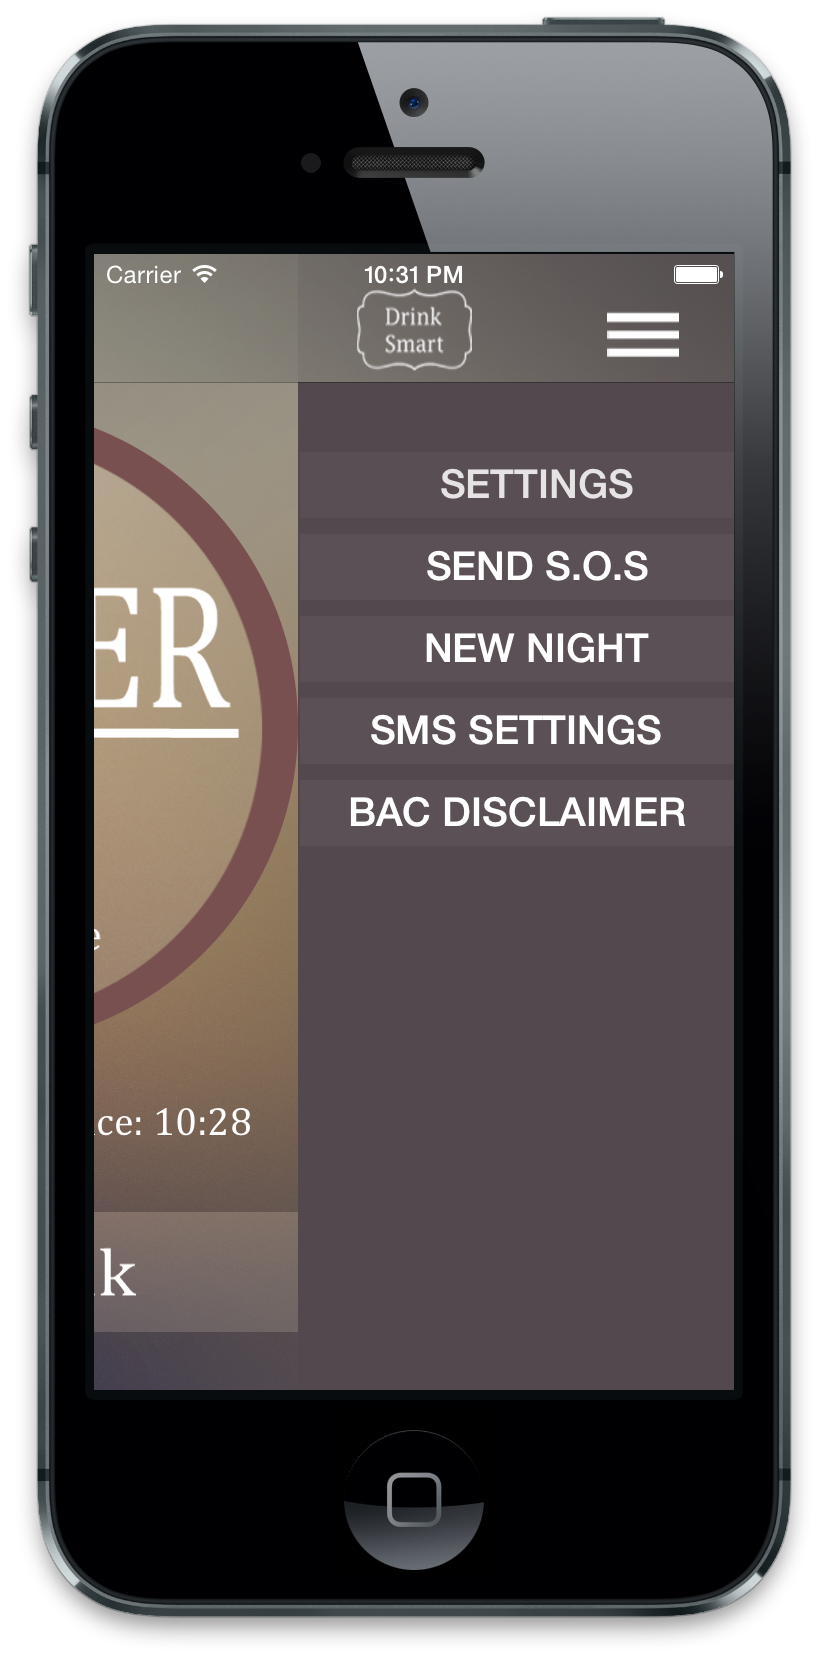 Carrier 10:31 PM
Drink
Smart
SETTINGS
SEND S.O.S
ER
NEW NIGHT
SMS SETTINGS
BAC DISCLAIMER
e
ce: 10:28
k